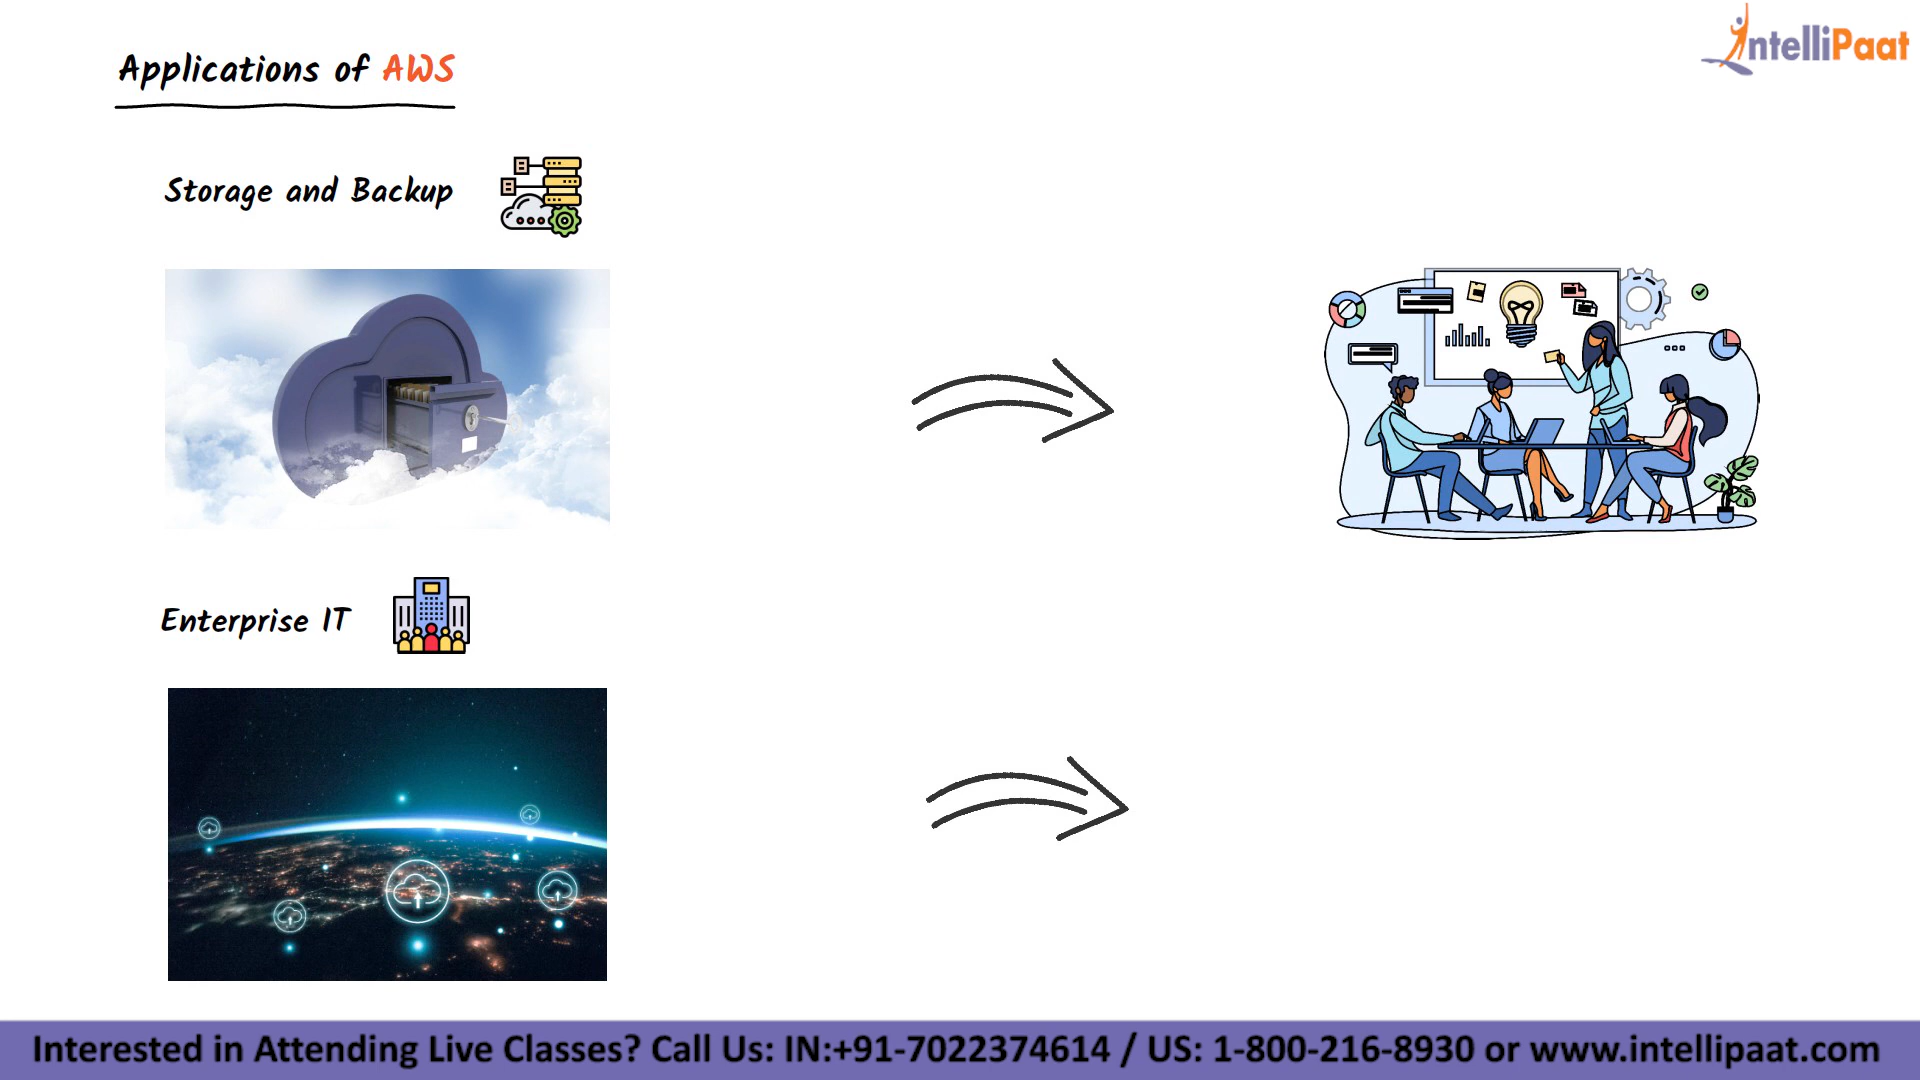 Applications of AWS
IntelliPaat
Storage and Backup
Enterprise IT
Interested in Attending Live Classes? Call Us: IN:+91-7022374614 / US: 1-800-216-8930 or www.intellipaat.com